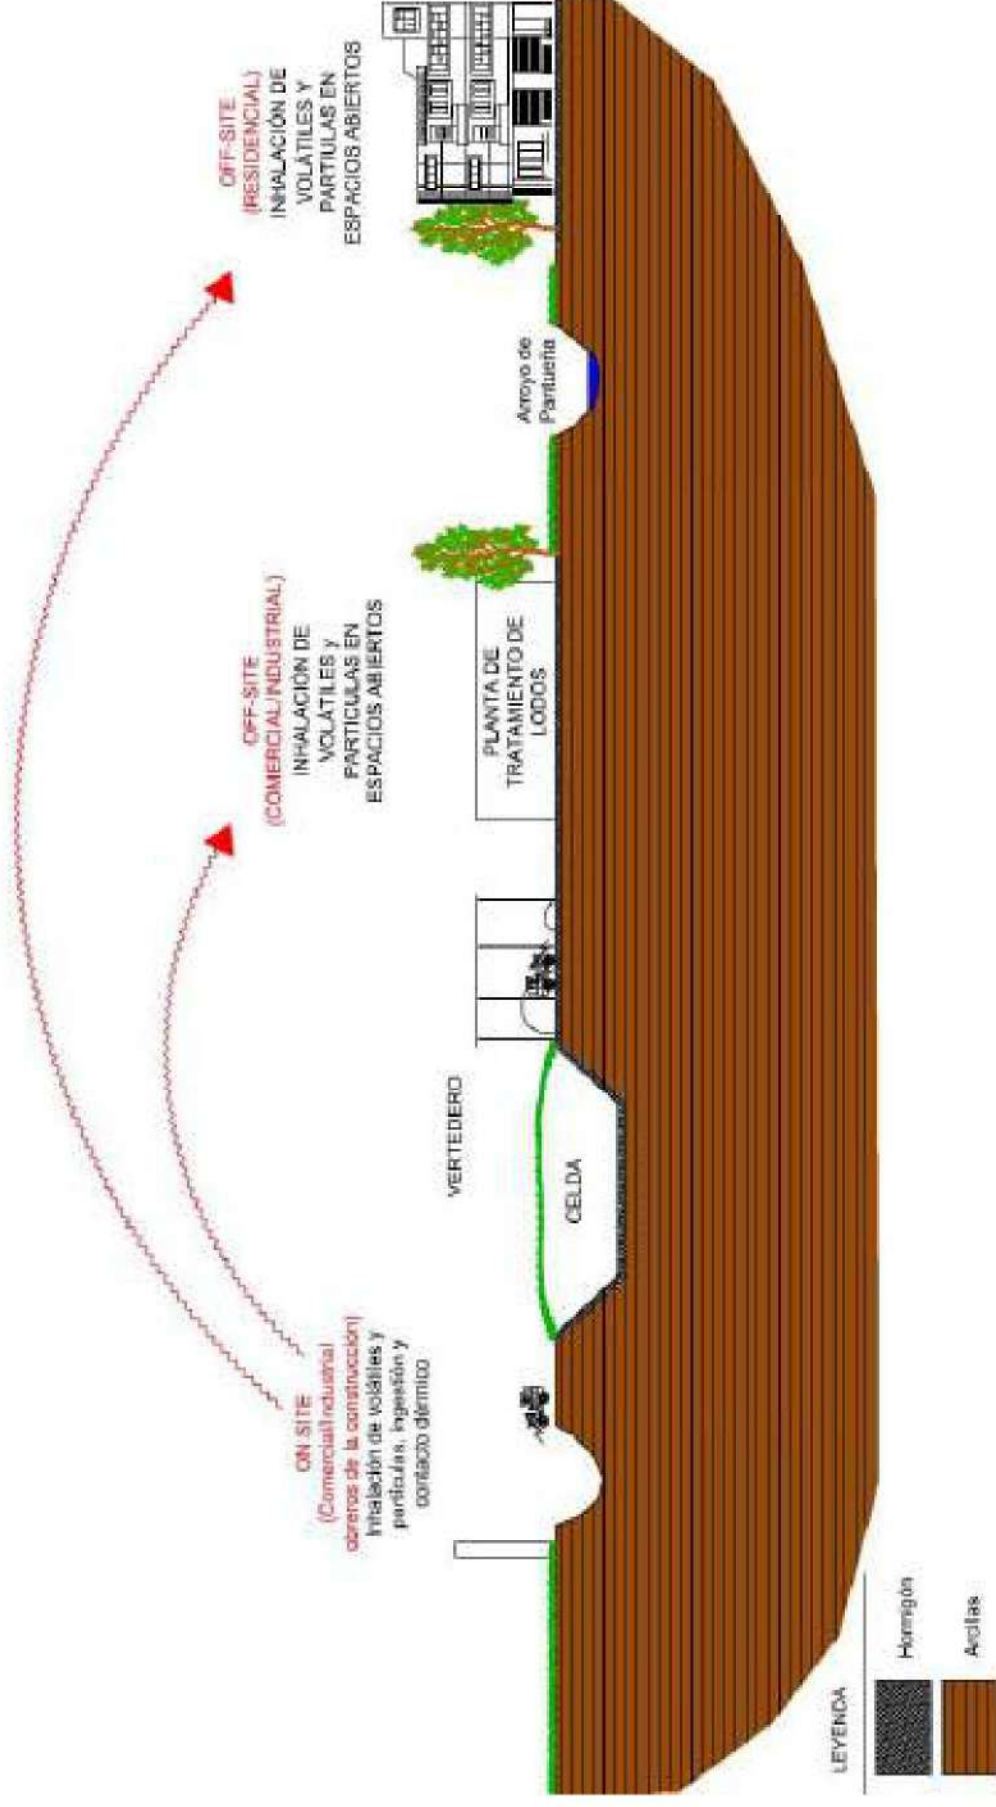 OFF-SITE
(RESIDENCIAL)
INHALACIÓN DE
VOLÁTILES Y
PARTIULAS EN
ESPACIOS ABIERTOS
OFF-SITE
(COMERCIAL/INDUSTRIAL)
INHALACIÓN DE
VOLÁTILES y
PARTICULAS EN
ESPACIOS ABIERTOS
ON SITE
(Comercial/Industrial
obreros de la construcción)
Inhalación de volátiles y
partículas, ingestión y
contacto dérmico
VERTEDERO
CELDA
PLANTA DE
TRATAMIENTO DE
LODOS
Arroyo de
Pantueña
LEYENDA
Hormigón
Arcillas